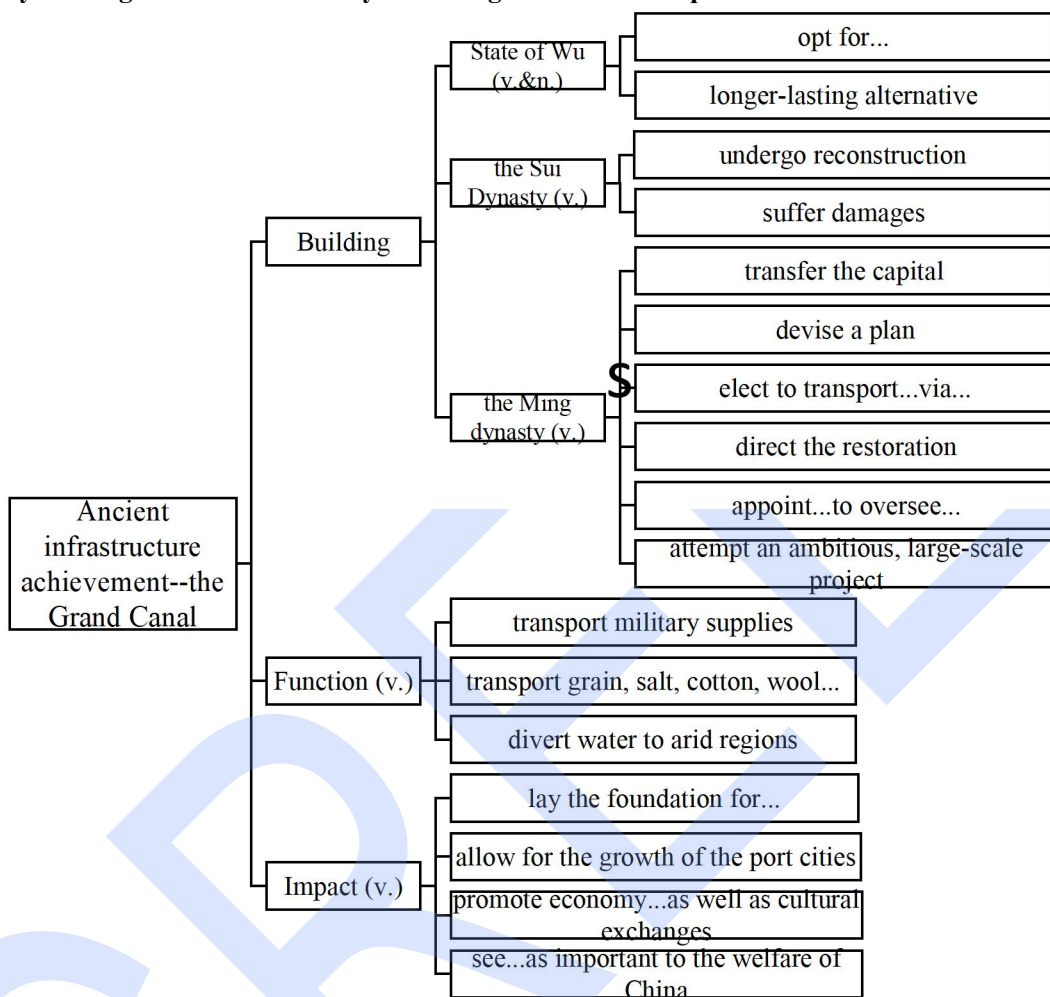 State of Wu
(v.&n.)
opt for...
longer-lasting alternative
the Sui
Dynasty (v.)
undergo reconstruction
suffer damages
Building
transfer the capital
devise a plan
S
elect to transport...via...
the Ming
dynasty (v.)
direct the restoration
appoint...to oversee...
attempt an ambitious, large-scale
project
Ancient
infrastructure
achievement--the
Grand Canal
Function (v.)
transport military supplies
transport grain, salt, cotton, wool...
divert water to arid regions
Impact (v.)
lay the foundation for...
allow for the growth of the port cities
promote economy...as well as cultural
exchanges
see...as important to the welfare of
China